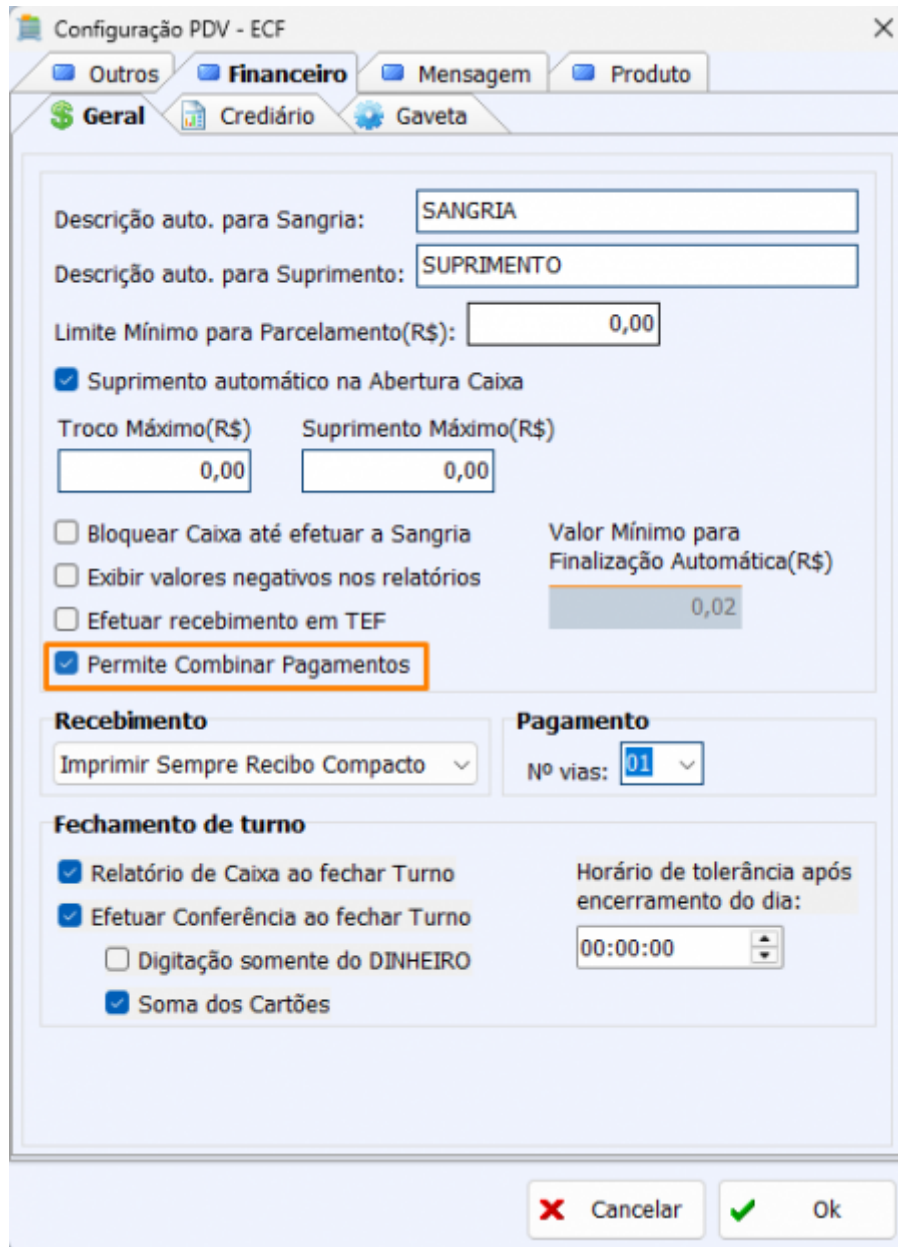 Configuração PDV - ECF
Outros
Financeiro
Mensagem
Produto
Geral
Crediário
Gaveta
Descrição auto. para Sangria:
SANGRIA
Descrição auto. para Suprimento:
SUPRIMENTO
Limite Mínimo para Parcelamento(R$):
0,00
Suprimento automático na Abertura Caixa
Troco Máximo(R$)
Suprimento Máximo(R$)
0,00
0,00
Bloquear Caixa até efetuar a Sangria
Exibir valores negativos nos relatórios
Efetuar recebimento em TEF
Permite Combinar Pagamentos
Valor Mínimo para
Finalização Automática(R$)
0,02
Recebimento
Imprimir Sempre Recibo Compacto
Pagamento
Nº vias:
01
Fechamento de turno
Relatório de Caixa ao fechar Turno
Efetuar Conferência ao fechar Turno
Digitação somente do DINHEIRO
Soma dos Cartões
Horário de tolerância após
encerramento do dia:
00:00:00
Cancelar
Ok